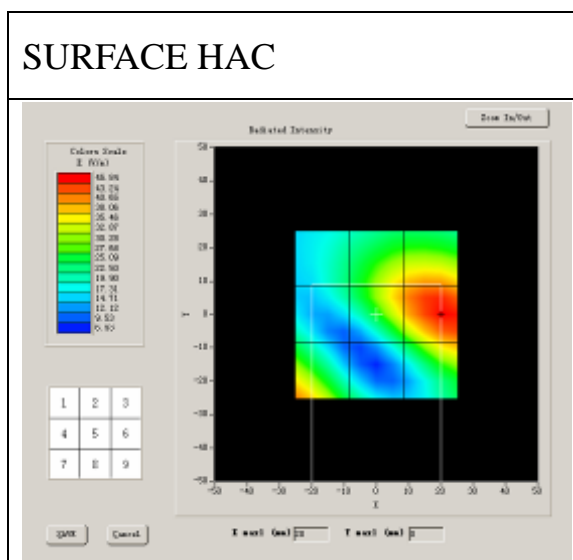 SURFACE HAC
Zoom In/Out
Radiated Intensity
Colors Scale
E (V/m)
45.84
43.24
40.65
38.06
35.46
32.87
30.28
27.68
25.09
22.50
19.90
17.31
14.71
12.12
9.53
6.93
50
40
30
20
10
0
-10
-20
-30
-40
-50
Y
-50 -40 -30 -20 -10 0 10 20 30 40 50
X
1 2 3
4 5 6
7 8 9
Cancel
X max1 (mm) 20
Y max1 (mm) 0